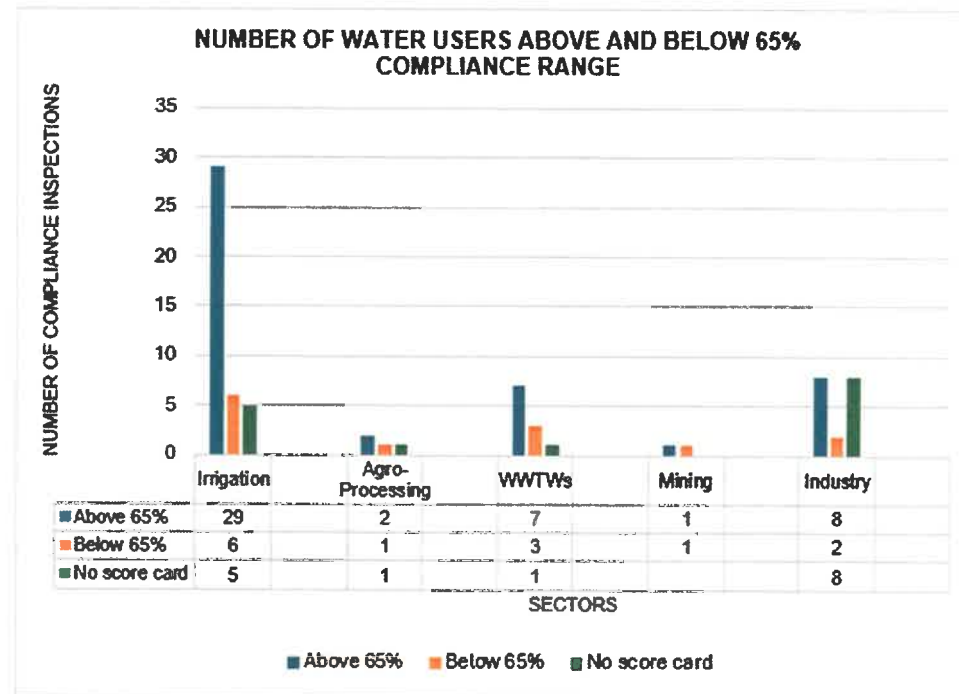 NUMBER OF WATER USERS ABOVE AND BELOW 65%
COMPLIANCE RANGE
NUMBER OF COMPLIANCE INSPECTIONS
35
30
25
20
15
10
5
0
Irrigation Agro-Processing WWTWs Mining Industry
Above 65% 29 2 7 1 8
Below 65% 6 1 3 1 2
No score card 5 1 1 8
SECTORS
Above 65% Below 65% No score card